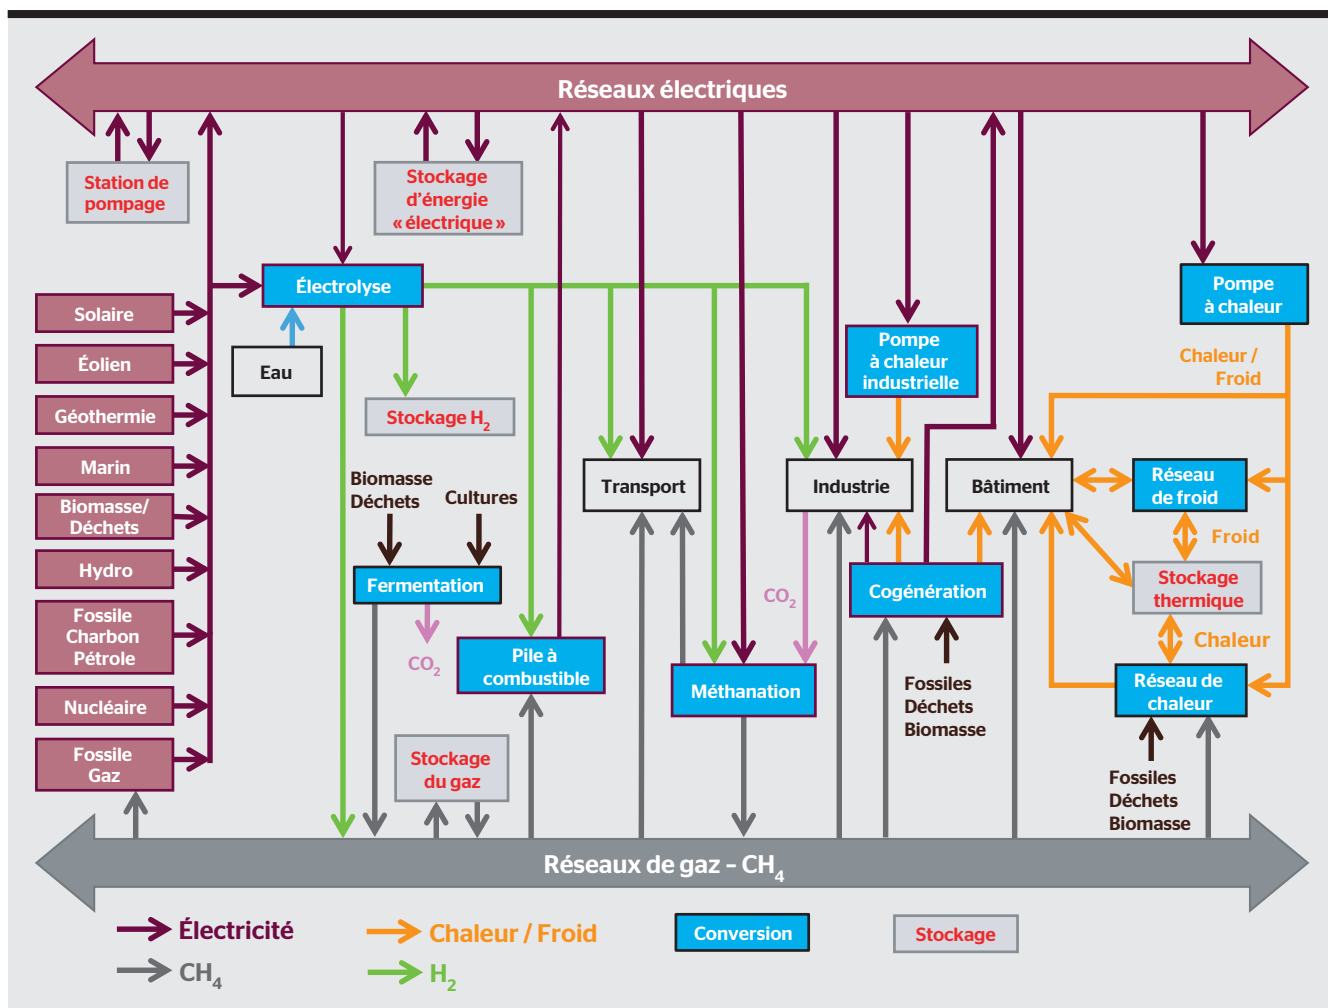 Réseaux électriques
Station de
pompage
Stockage
d'énergie
« électrique »
Électrolyse
Pompe
à chaleur
Solaire
Éolien
Géothermie
Marin
Biomasse/
Déchets
Hydro
Fossile
Charbon
Pétrole
Nucléaire
Fossile
Gaz
Eau
Stockage H₂
Pompe
à chaleur
industrielle
Chaleur /
Froid
Biomasse
Déchets
Cultures
Transport
Industrie
Bâtiment
Réseau
de froid
Froid
Fermentation
CO₂
CO₂
Cogénération
Stockage
thermique
Chaleur
Pile à
combustible
Méthanation
Fossiles
Déchets
Biomasse
Réseau de
chaleur
Stockage
du gaz
Fossiles
Déchets
Biomasse
Réseaux de gaz – CH₄
Électricité
Chaleur / Froid
Conversion
Stockage
CH₄
H₂